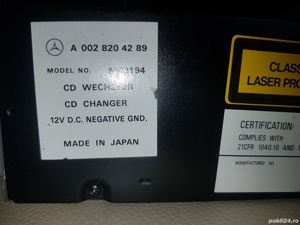 A 002 820 42 89
MODEL NO.
CD WECHSLER
CD CHANGER
12V D.C. NEGATIVE GND.
MADE IN JAPAN
CLASS
LASER PRO
CERTIFICATION
COMPLIES WITH
21CFR 1040.10 AND
MANUFACTURED AT:
publi24.ro